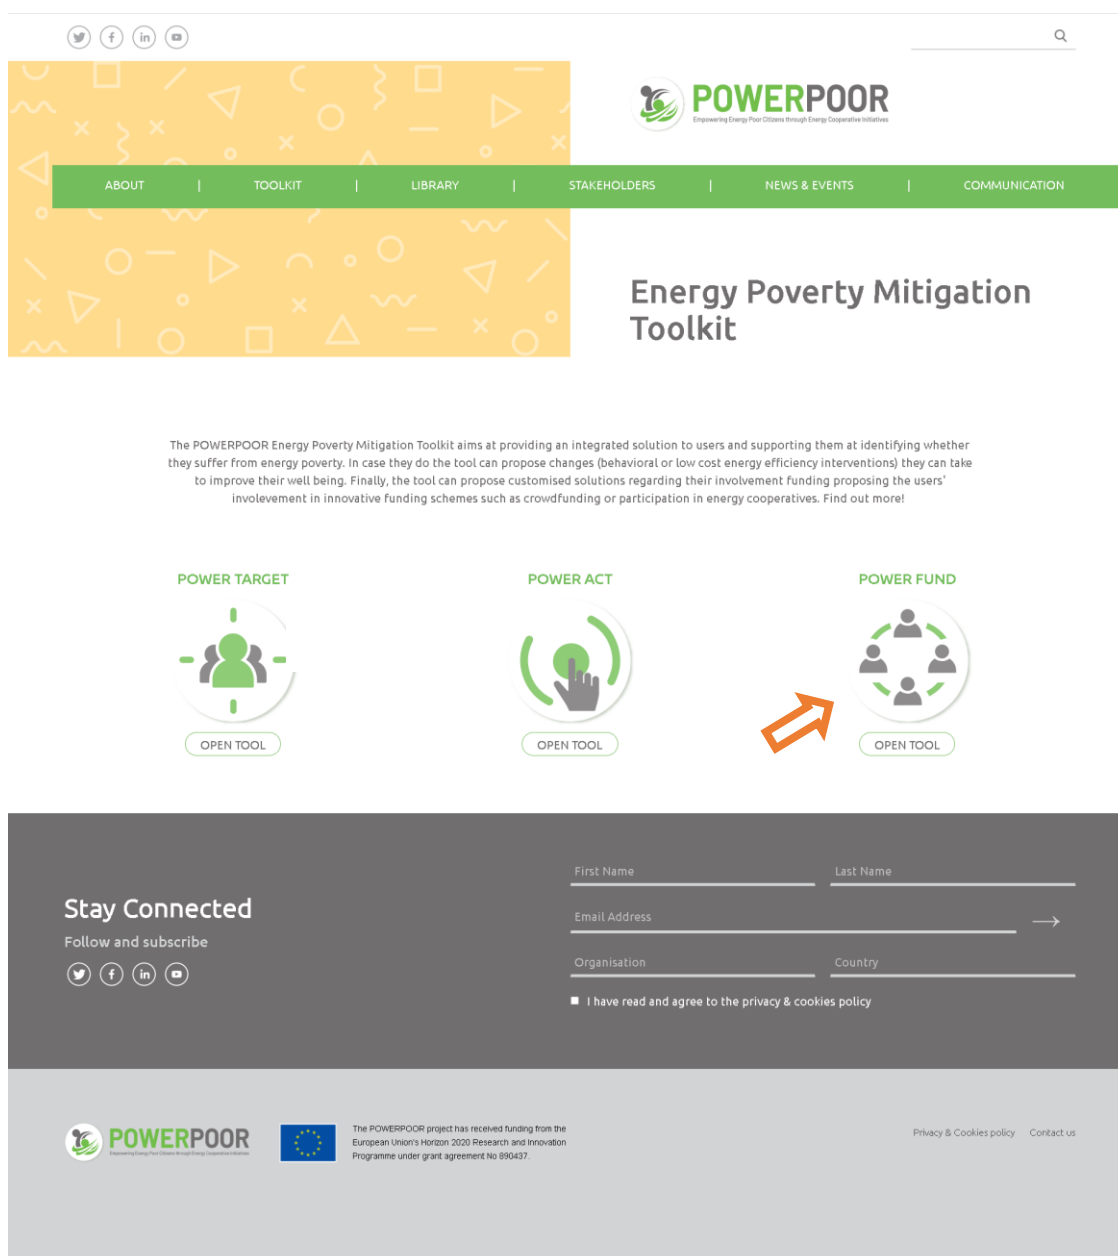 POWERPOOR
Empowering Energy Poor Citizens through Energy Cooperative Initiatives
ABOUT | TOOLKIT | LIBRARY | STAKEHOLDERS | NEWS & EVENTS | COMMUNICATION
Energy Poverty Mitigation
Toolkit
The POWERPOOR Energy Poverty Mitigation Toolkit aims at providing an integrated solution to users and supporting them at identifying whether
they suffer from energy poverty. In case they do the tool can propose changes (behavioral or low cost energy efficiency interventions) they can take
to improve their well being. Finally, the tool can propose customised solutions regarding their involvement funding proposing the users'
involevement in innovative funding schemes such as crowdfunding or participation in energy cooperatives. Find out more!
POWER TARGET
POWER ACT
POWER FUND
OPEN TOOL
OPEN TOOL
OPEN TOOL
Stay Connected
Follow and subscribe
First Name
Last Name
Email Address
Organisation
Country
I have read and agree to the privacy & cookies policy
POWERPOOR
Empowering Energy Poor Citizens through Energy Cooperative Initiatives
The POWERPOOR project has received funding from the
European Union's Horizon 2020 Research and Innovation
Programme under grant agreement No 890437.
Privacy & Cookies policy
Contact us